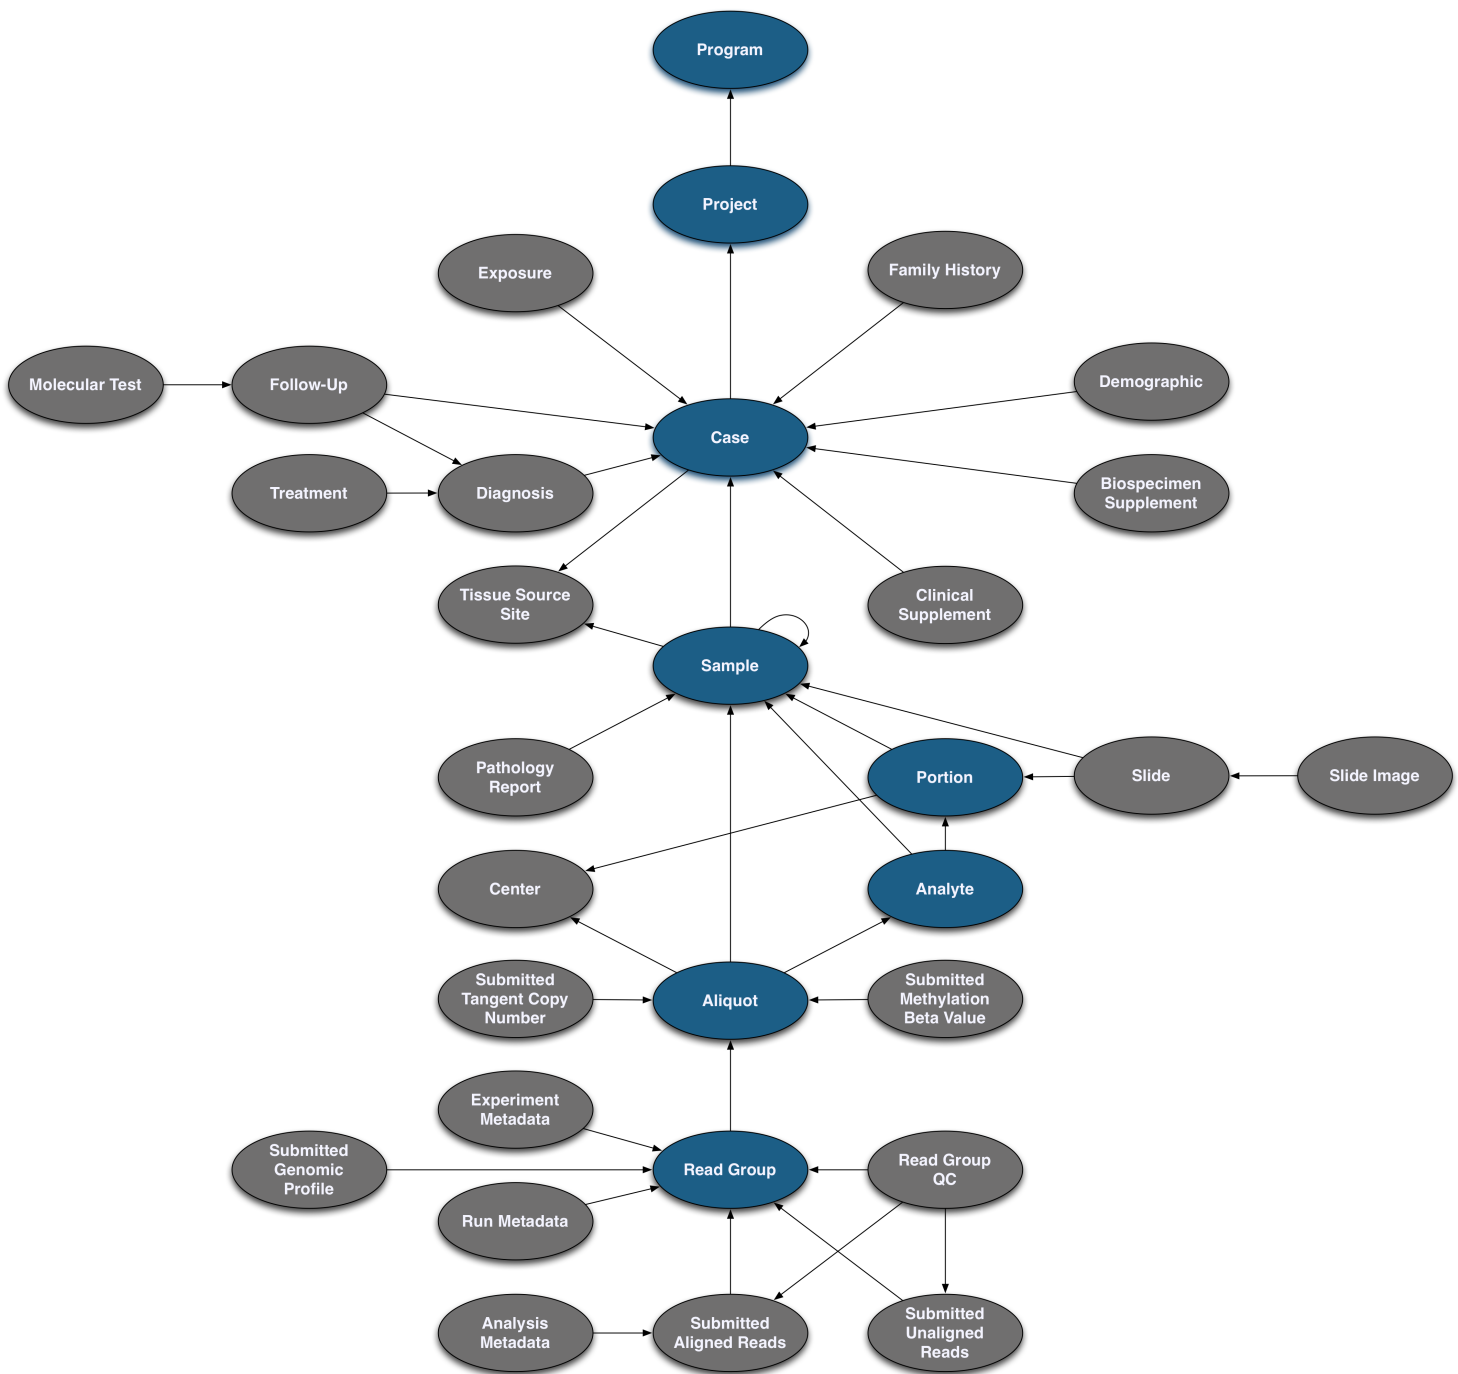 Program
Project
Exposure
Family History
Molecular Test
Follow-Up
Demographic
Case
Treatment
Diagnosis
Biospecimen
Supplement
Tissue Source
Site
Clinical
Supplement
Sample
Pathology
Report
Portion
Slide
Slide Image
Center
Analyte
Submitted
Tangent Copy
Number
Aliquot
Submitted
Methylation
Beta Value
Experiment
Metadata
Submitted
Genomic
Profile
Read Group
Read Group
QC
Run Metadata
Analysis
Metadata
Submitted
Aligned Reads
Submitted
Unaligned
Reads